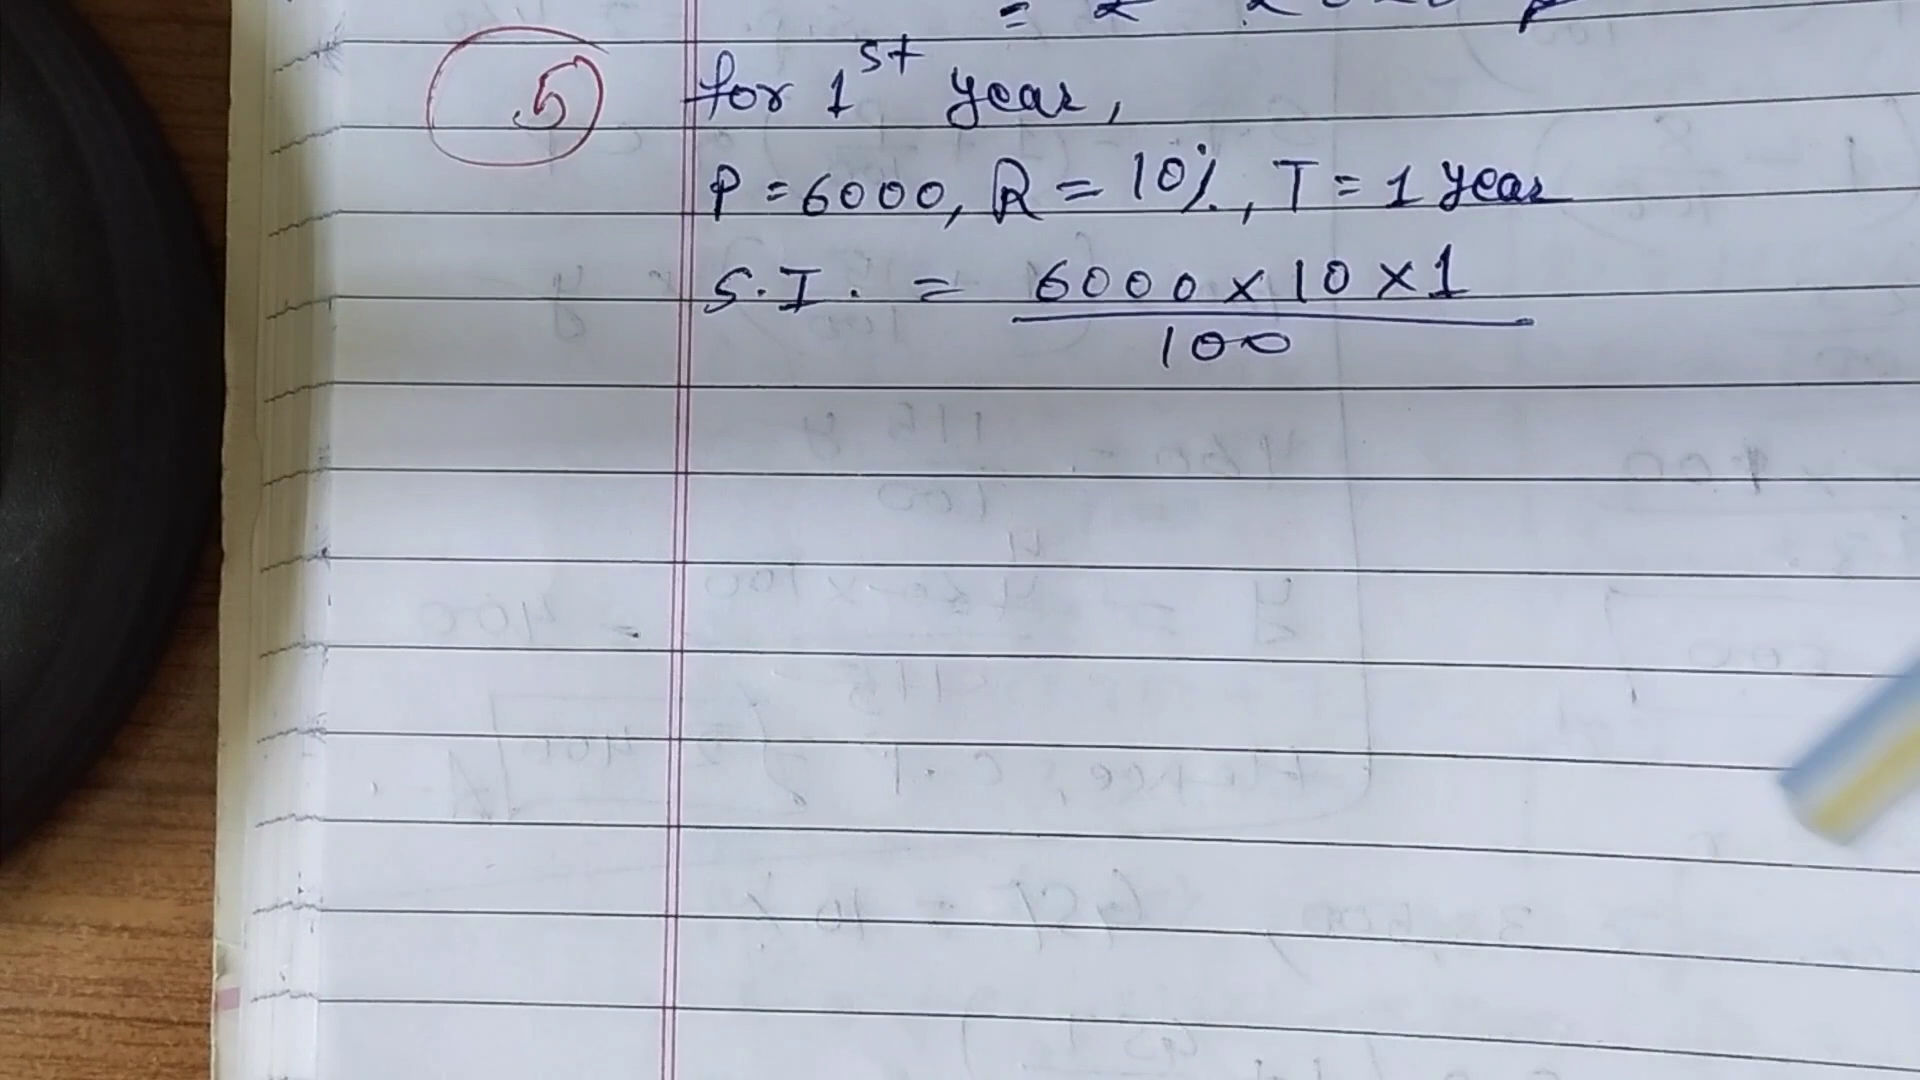 5 for 1st year,
P = 6000, R = 10%, T = 1 year
S.I. = 6000 x 10 x 1
100